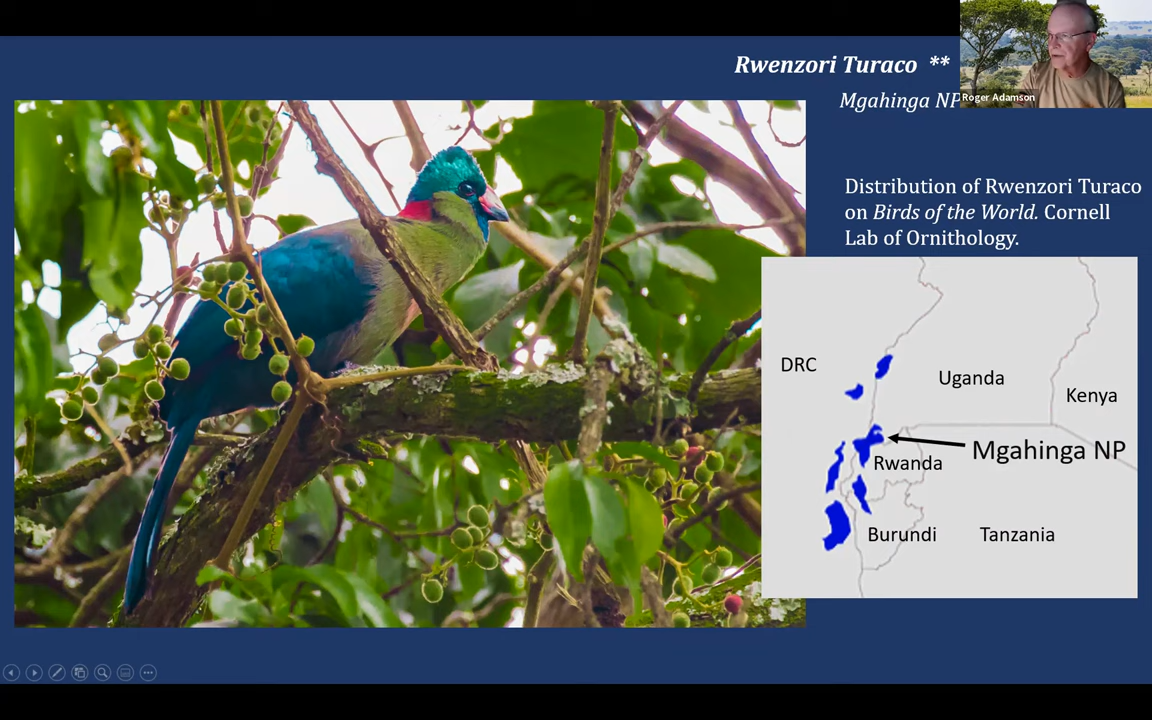 Rwenzori Turaco **
Mgahinga NP
Roger Adamson
Distribution of Rwenzori Turaco
on Birds of the World. Cornell
Lab of Ornithology.
DRC
Uganda
Kenya
Mgahinga NP
Rwanda
Burundi
Tanzania